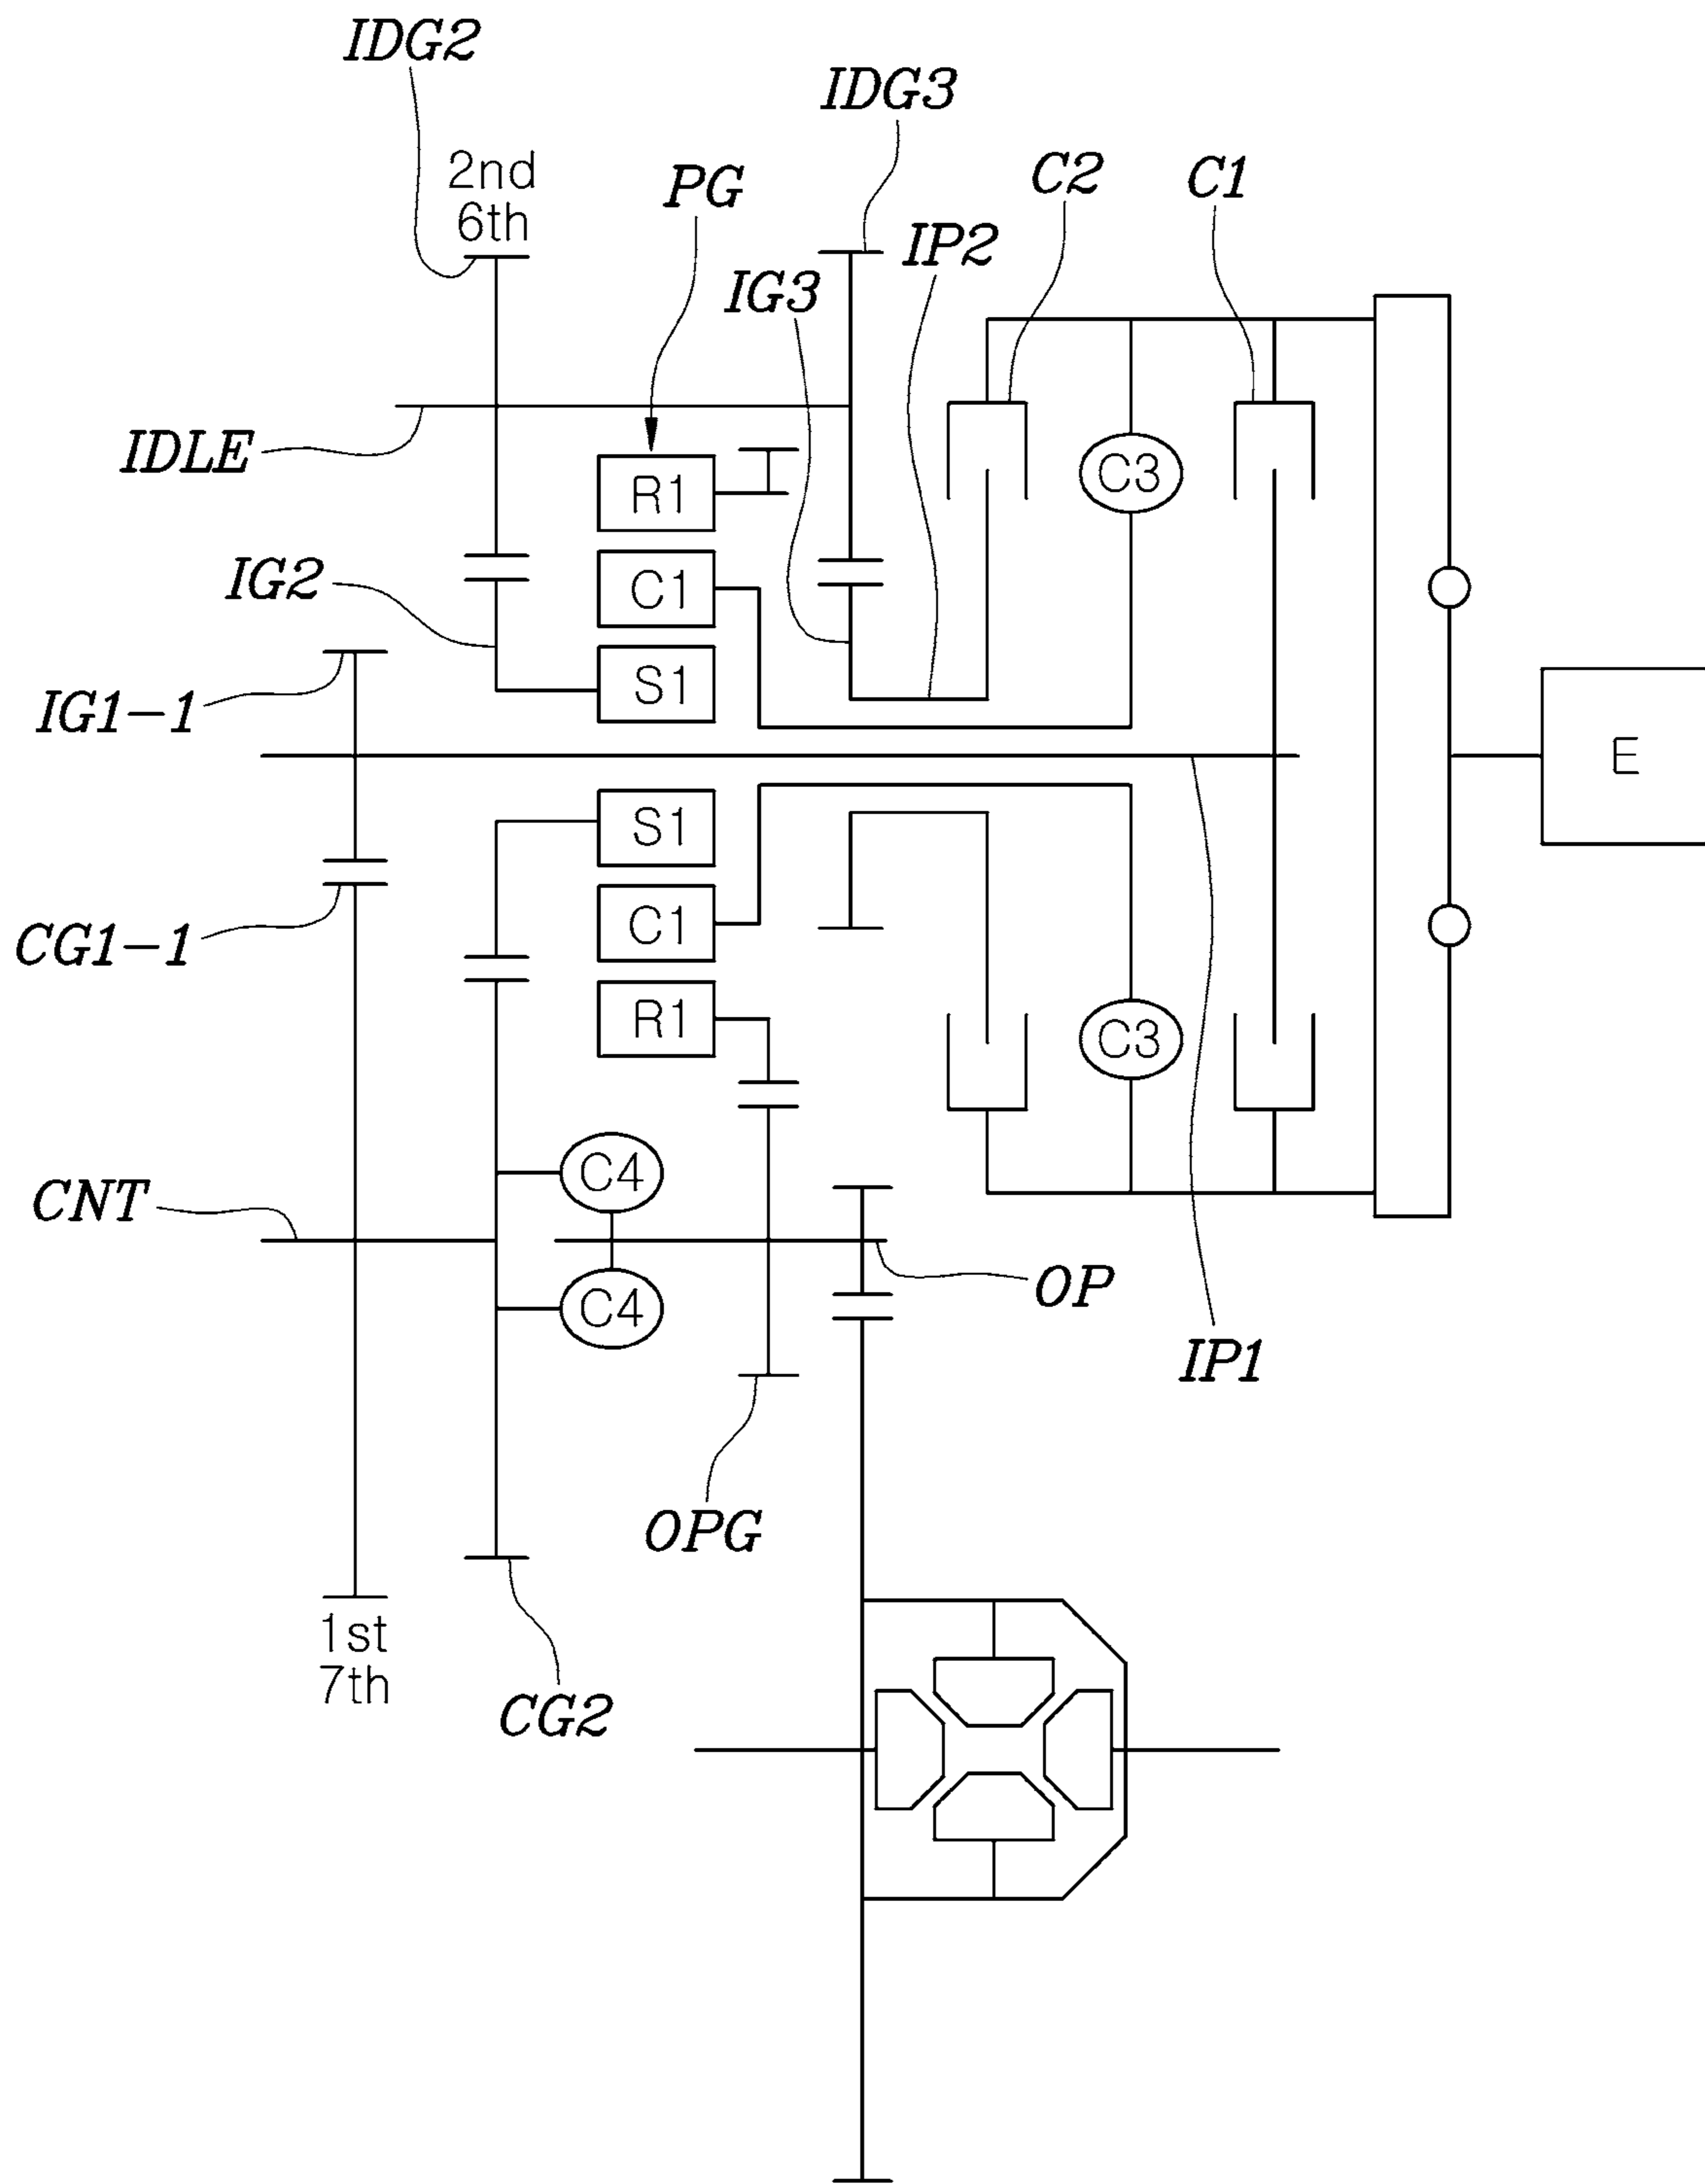 IDG2
IDG3
2nd
6th
PG
C2
C1
IP2
IG3
IDLE
R1
C3
C1
IG2
S1
IG1-1
E
S1
CG1-1
C1
R1
C3
C4
CNT
OP
C4
IP1
OPG
1st
7th
CG2